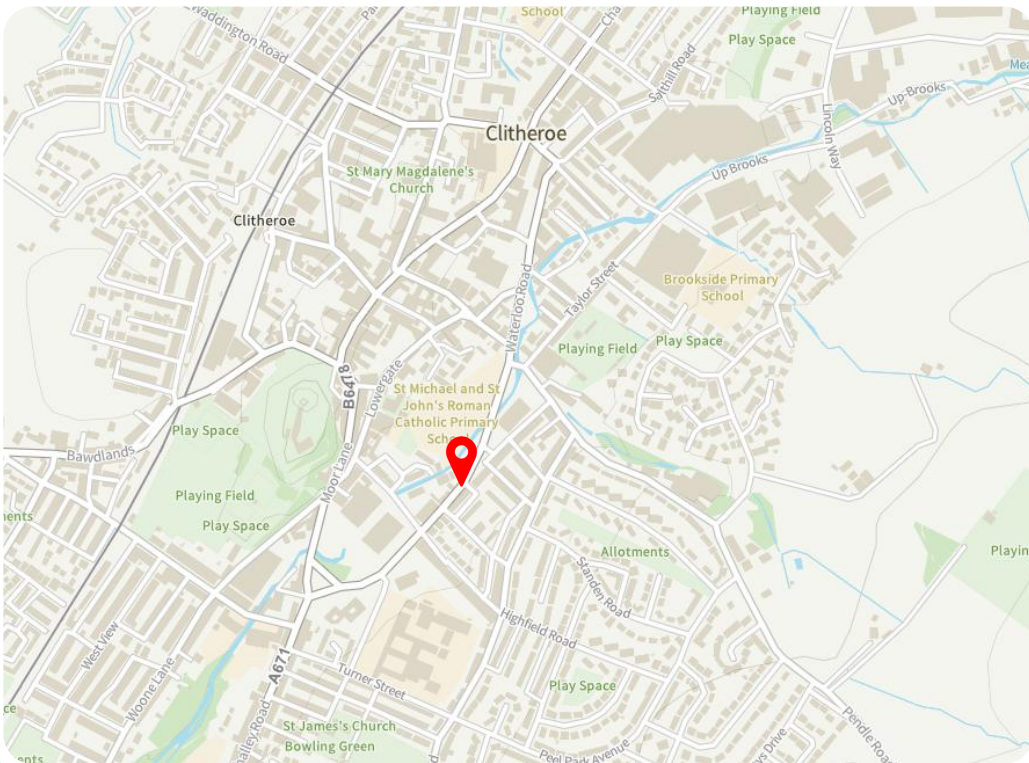 Waddington Road
School
Playing Field
Play Space
Salthill Road
Up Brooks
Lincoln Way
Clitheroe
Up Brooks
St Mary Magdalene's
Church
Clitheroe
Brookside Primary
School
Taylor Street
Waterloo Road
Playing Field
Play Space
B6478
Lowergate
St Michael and St
John's Roman
Catholic Primary
Play Space
Bawdlands
Moor Lane
Playing Field
Play Space
Allotments
Standen Road
Highfield Road
West View
Woone Lane
A671
Turner Street
Play Space
St James's Church
Bowling Green
Peel Park Avenue
Pendle Road